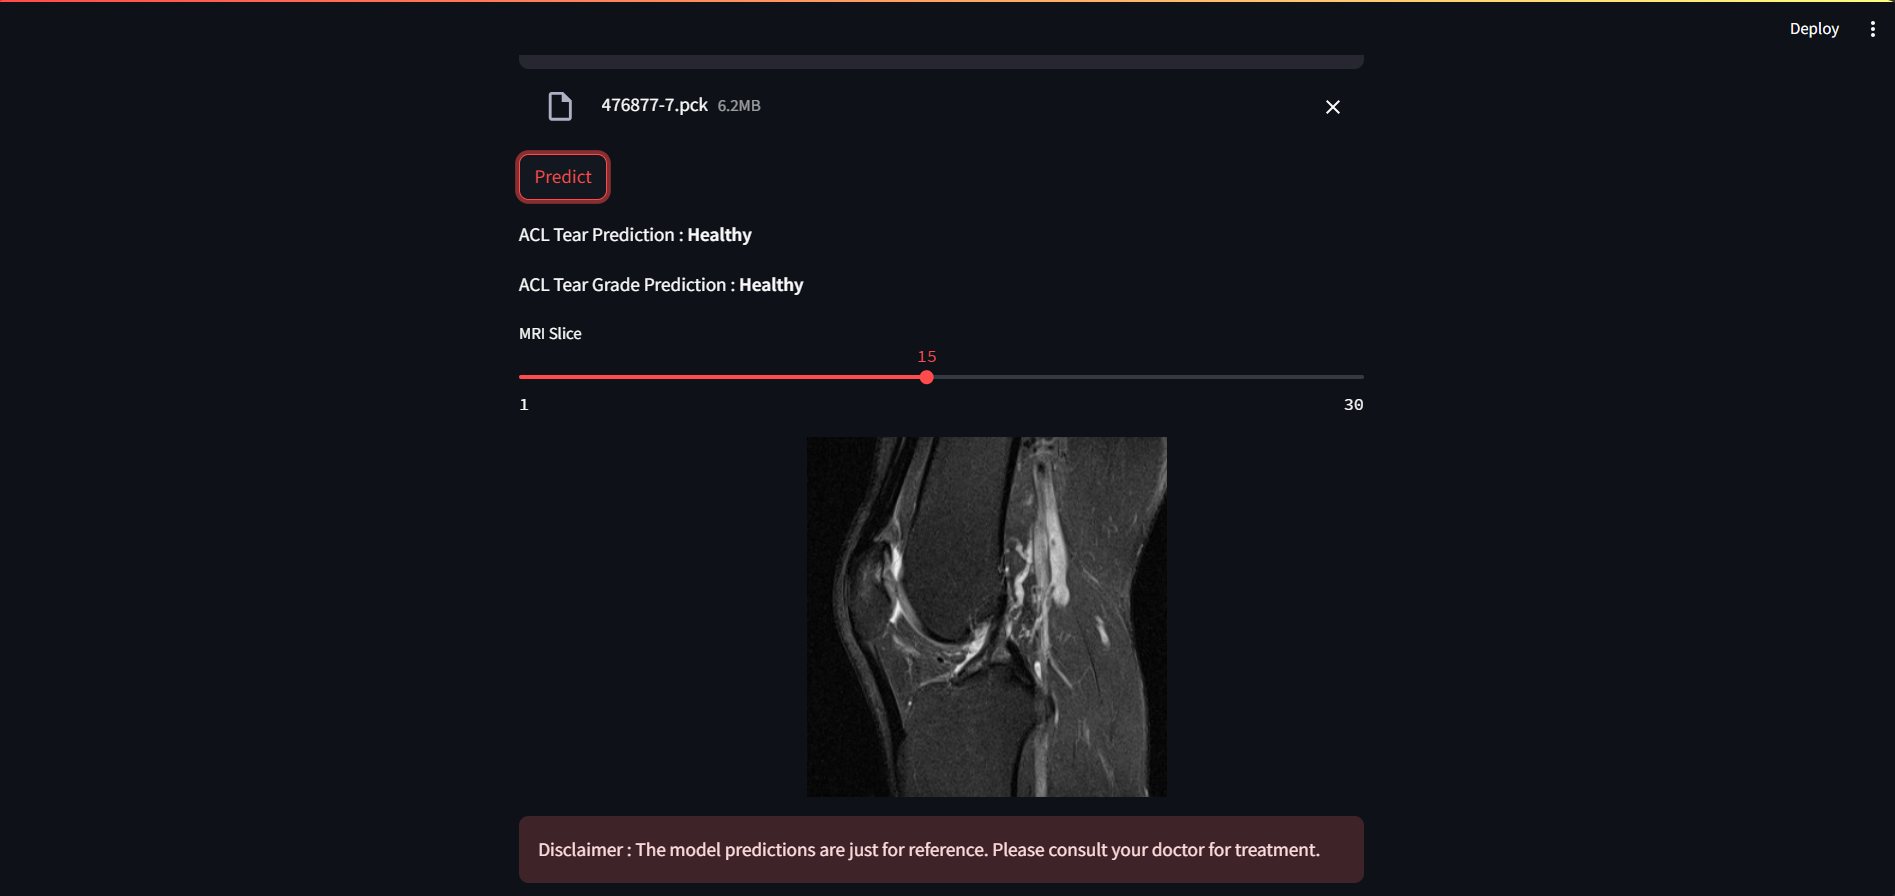 Deploy
476877-7.pck 6.2MB
Predict
ACL Tear Prediction : Healthy
ACL Tear Grade Prediction : Healthy
MRI Slice
15
1 30
Disclaimer : The model predictions are just for reference. Please consult your doctor for treatment.